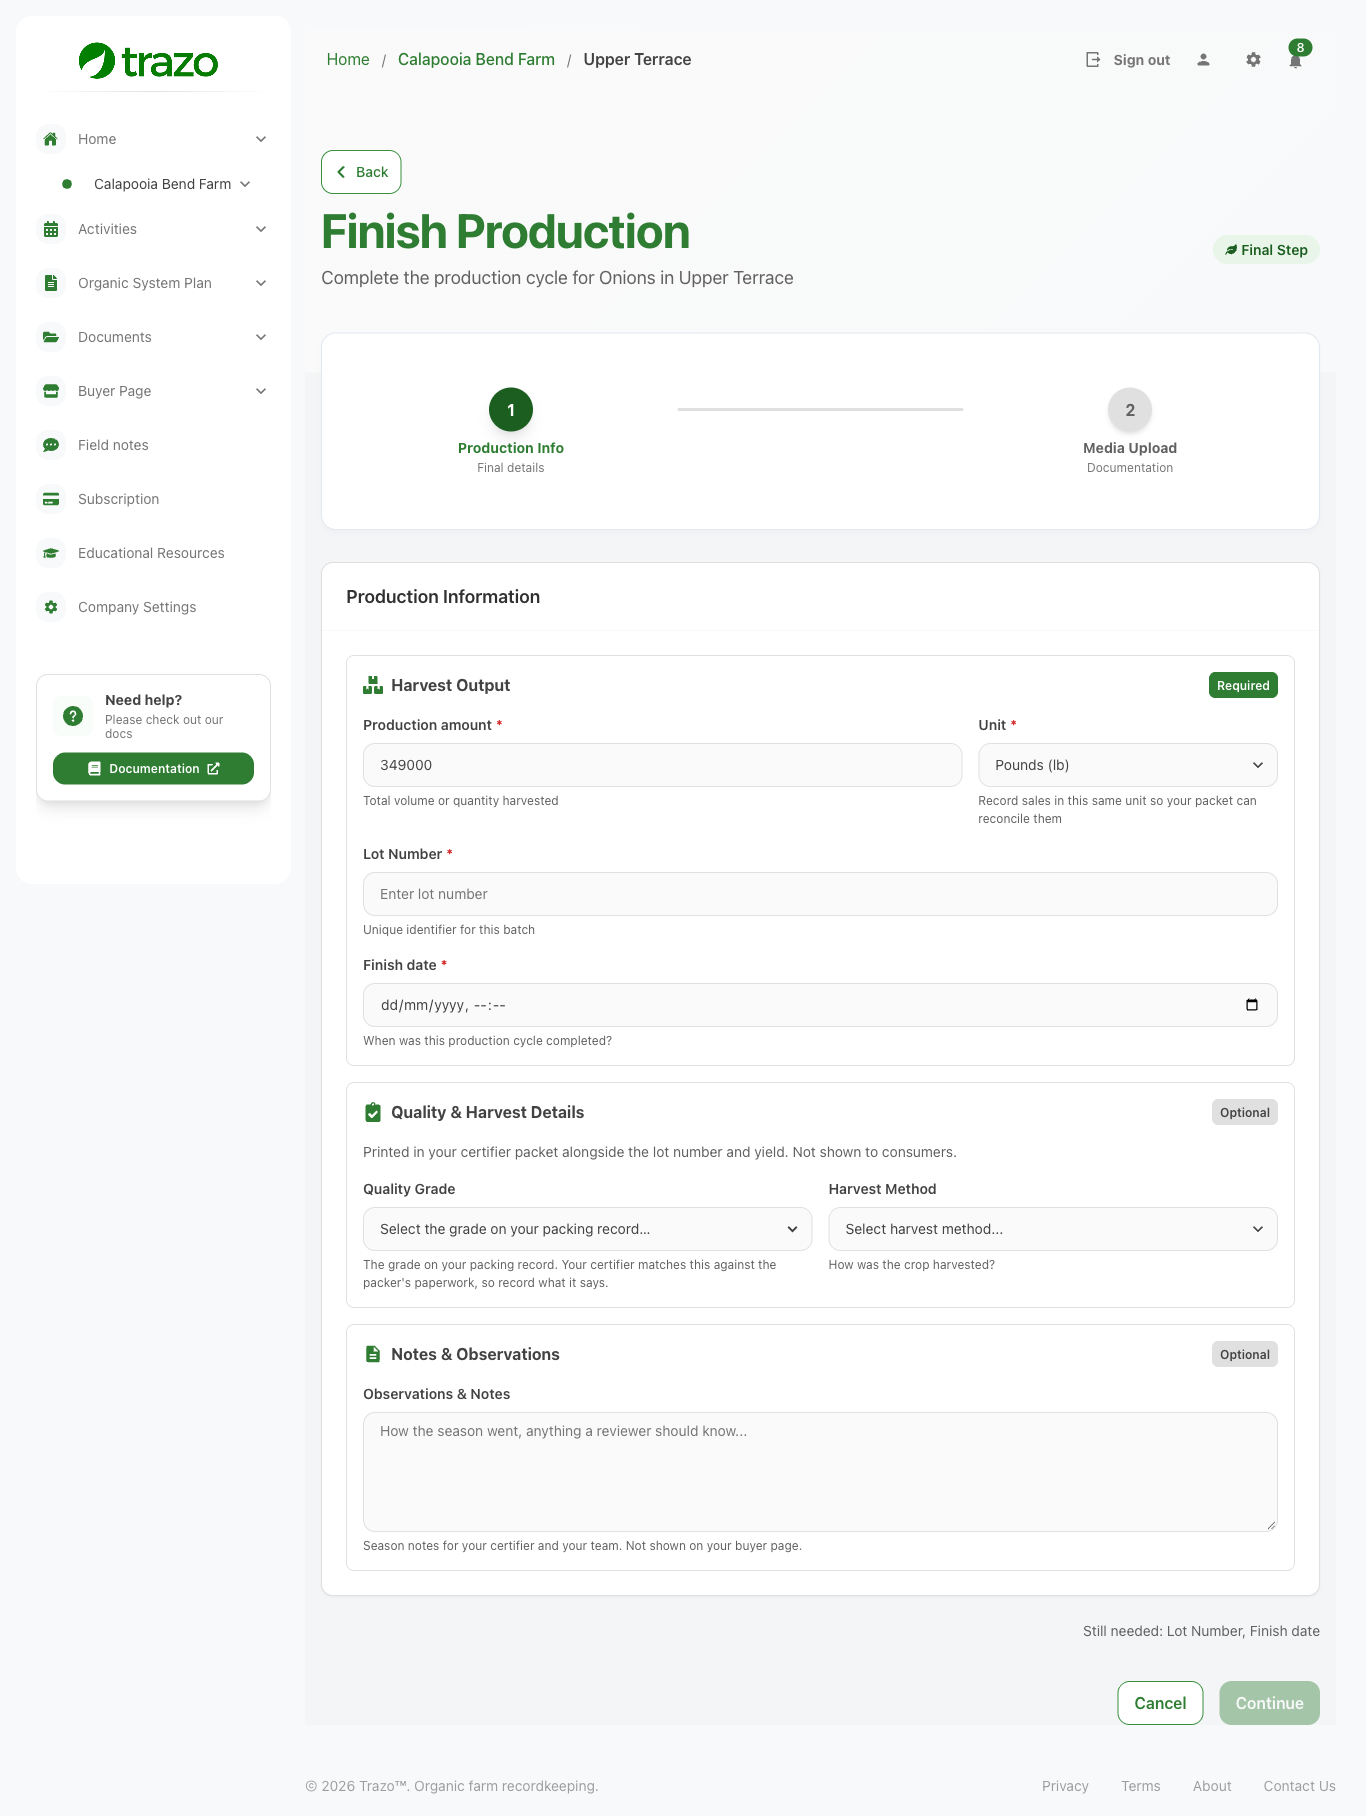 trazo
Home
Calapooia Bend Farm
Activities
Organic System Plan
Documents
Buyer Page
Field notes
Subscription
Educational Resources
Company Settings
Need help?
Please check out our
docs
Documentation
Home / Calapooia Bend Farm / Upper Terrace
Sign out
8
Back
Finish Production
Complete the production cycle for Onions in Upper Terrace
Final Step
1
Production Info
Final details
2
Media Upload
Documentation
Production Information
Harvest Output
Required
Production amount *
349000
Total volume or quantity harvested
Unit *
Pounds (lb)
Record sales in this same unit so your packet can
reconcile them
Lot Number *
Enter lot number
Unique identifier for this batch
Finish date *
dd/mm/yyyy, --:--
When was this production cycle completed?
Quality & Harvest Details
Optional
Printed in your certifier packet alongside the lot number and yield. Not shown to consumers.
Quality Grade
Select the grade on your packing record...
The grade on your packing record. Your certifier matches this against the
packer's paperwork, so record what it says.
Harvest Method
Select harvest method...
How was the crop harvested?
Notes & Observations
Optional
Observations & Notes
How the season went, anything a reviewer should know...
Season notes for your certifier and your team. Not shown on your buyer page.
Still needed: Lot Number, Finish date
Cancel
Continue
© 2026 Trazo™. Organic farm recordkeeping.
Privacy
Terms
About
Contact Us